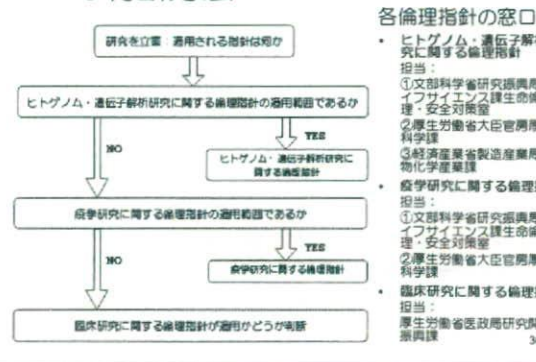 研究を立案 適用される指針は何か
ヒトゲノム・遺伝子解析研究に関する倫理指針の適用範囲であるか
NO
YES
ヒトゲノム・遺伝子解析研究に
関する倫理指針
疫学研究に関する倫理指針の適用範囲であるか
NO
YES
疫学研究に関する倫理指針
臨床研究に関する倫理指針が適用かどうか判断
各倫理指針の窓口
・ ヒトゲノム・遺伝子解
究に関する倫理指針
担当：
①文部科学省研究振興局
イフサイエンス課生命倫
理・安全対策室
②厚生労働省大臣官房厚
科学課
③経済産業省製造産業局
物化学産業課
・ 疫学研究に関する倫理
担当：
①文部科学省研究振興局
イフサイエンス課生命倫
理・安全対策室
②厚生労働省大臣官房厚
科学課
・ 臨床研究に関する倫理
担当：
厚生労働省医政局研究開
振興課